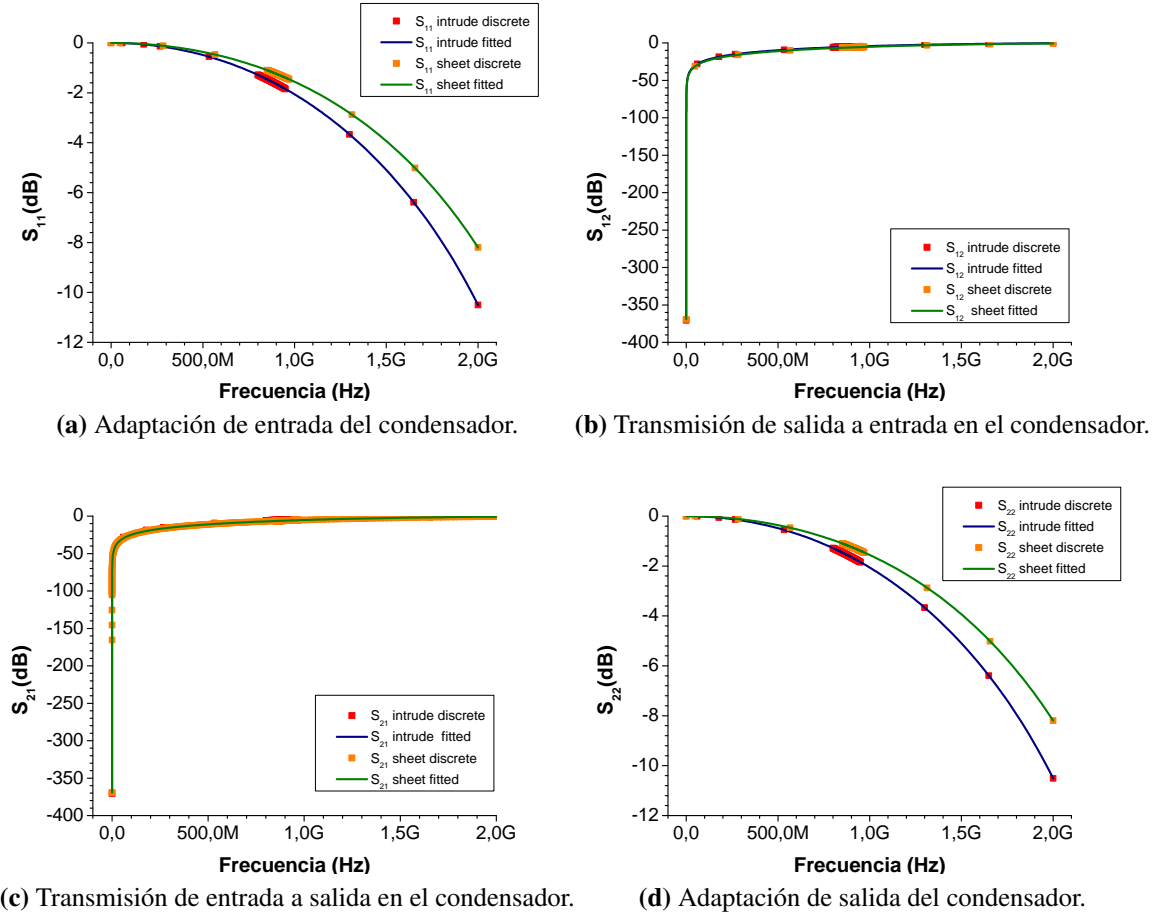 S11 intrude discrete
S11 intrude fitted
S11 sheet discrete
S11 sheet fitted
0
-2
-4
-6
-8
-10
-12
S11(dB)
0,0 500,0M 1,0G 1,5G 2,0G
Frecuencia (Hz)
(a) Adaptación de entrada del condensador.
0
-50
-100
-150
-200
-250
-300
-350
-400
S12(dB)
S12 intrude discrete
S12 intrude fitted
S12 sheet discrete
S12 sheet fitted
0,0 500,0M 1,0G 1,5G 2,0G
Frecuencia (Hz)
(b) Transmisión de salida a entrada en el condensador.
0
-50
-100
-150
-200
-250
-300
-350
-400
S21(dB)
S21 intrude discrete
S21 intrude fitted
S21 sheet discrete
S21 sheet fitted
0,0 500,0M 1,0G 1,5G 2,0G
Frecuencia (Hz)
(c) Transmisión de entrada a salida en el condensador.
S22 intrude discrete
S22 intrude fitted
S22 sheet discrete
S22 sheet fitted
0
-2
-4
-6
-8
-10
-12
S22(dB)
0,0 500,0M 1,0G 1,5G 2,0G
Frecuencia (Hz)
(d) Adaptación de salida del condensador.